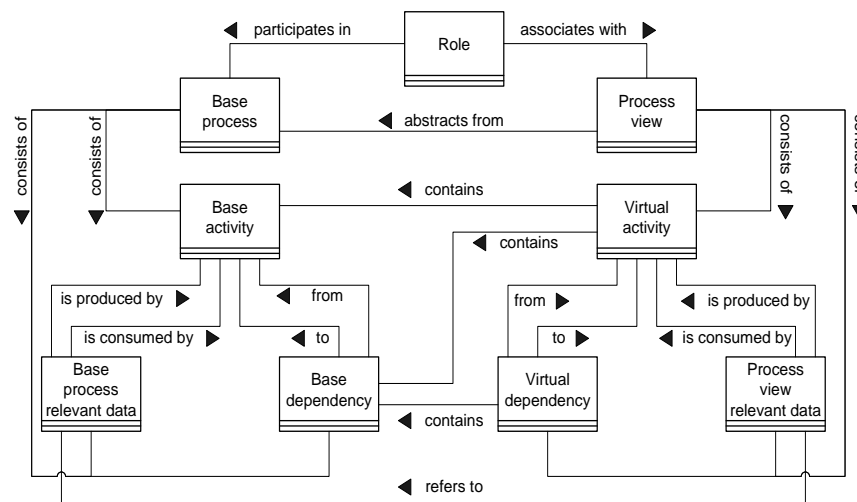 participates in
associates with
Role
Base
process
Process
view
abstracts from
consists of
consists of
consists of
consists of
Base
activity
contains
Virtual
activity
contains
is produced by
from
from
is produced by
is consumed by
to
to
is consumed by
Base
process
relevant data
Base
dependency
Virtual
dependency
Process
view
relevant data
contains
refers to